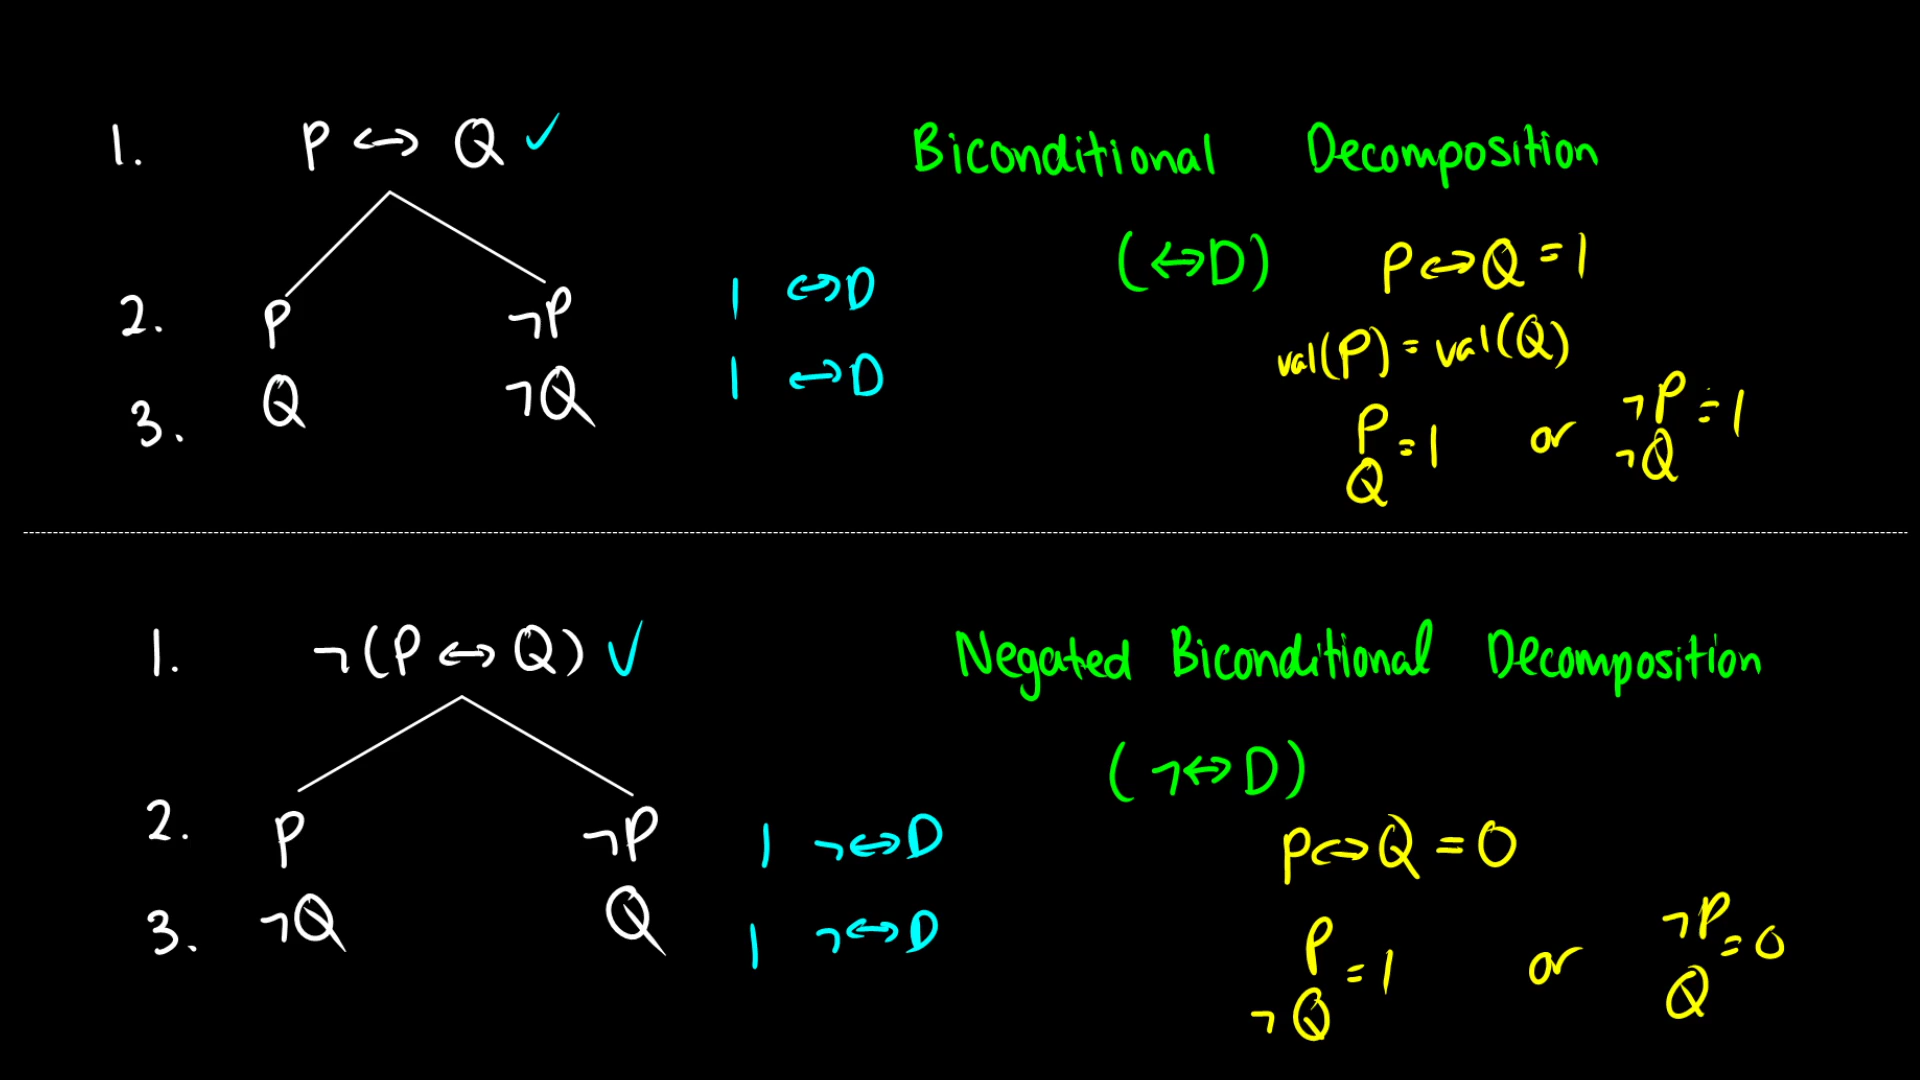 1. P ↔ Q ✓ Biconditional Decomposition
(↔D) P↔Q = 1
2. P ¬P 1 ↔D
val(P) = val(Q)
3. Q ¬Q 1 ↔D
P Q = 1 or ¬P ¬Q = 1
1. ¬(P ↔ Q) ✓ Negated Biconditional Decomposition
(¬↔D)
2. P ¬P 1 ¬↔D
P↔Q = 0
3. ¬Q Q 1 ¬↔D
P ¬Q = 1 or ¬P Q = 0